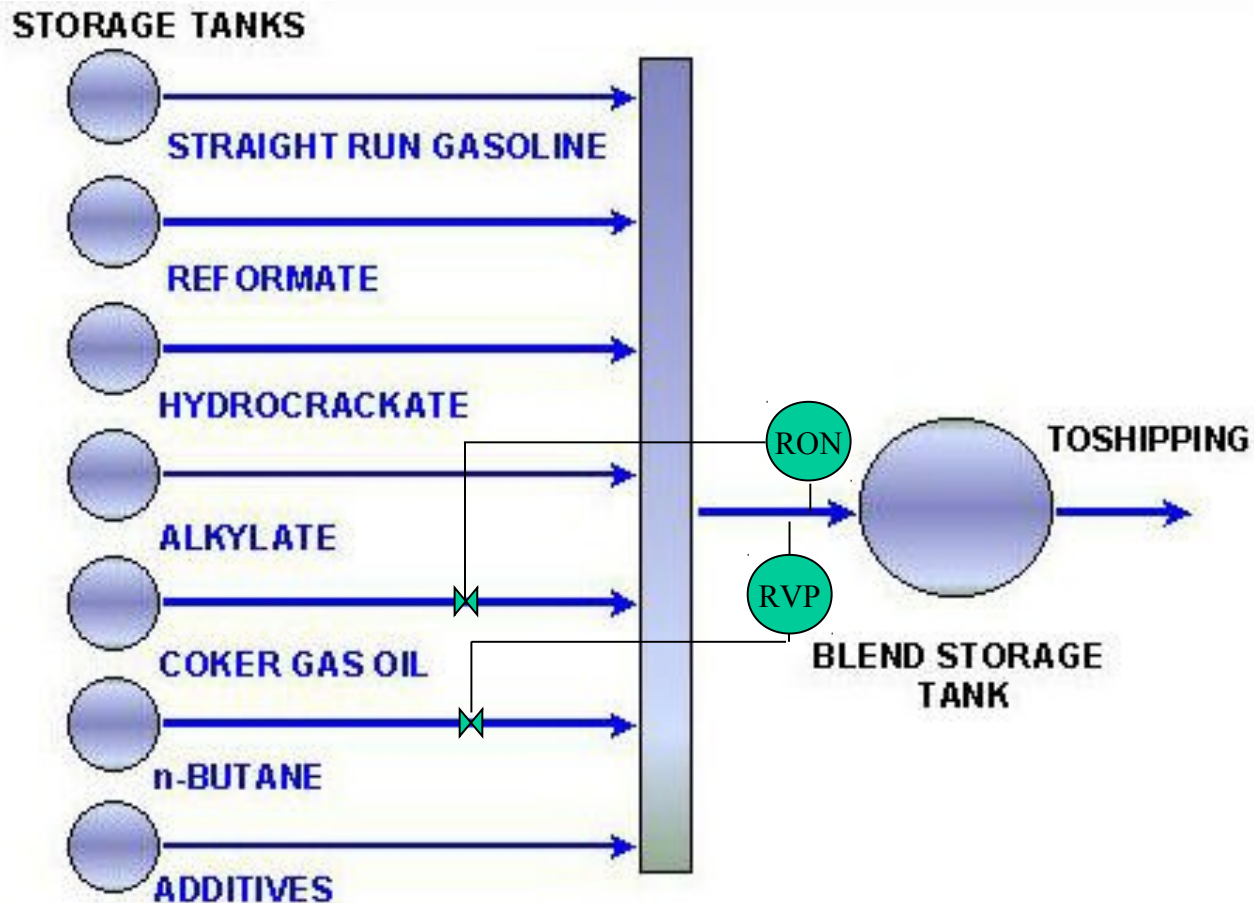 STORAGE TANKS
STRAIGHT RUN GASOLINE
REFORMATE
HYDROCRACKATE
RON
TOSHIPPING
ALKYLATE
RVP
COKER GAS OIL
BLEND STORAGE
TANK
n-BUTANE
ADDITIVES